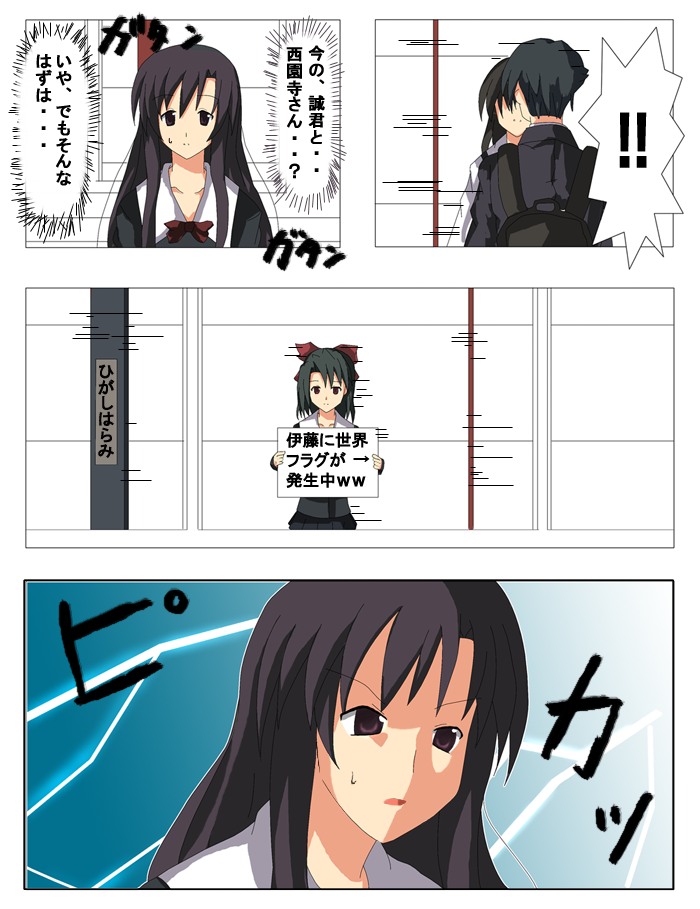 !!
今の、誠君と・・
西園寺さん・・?
ガタン
いや、でもそんな
はずは・・・
ガタン
ひがしはらみ
伊藤に世界
フラグが →
発生中ww
ピカッ